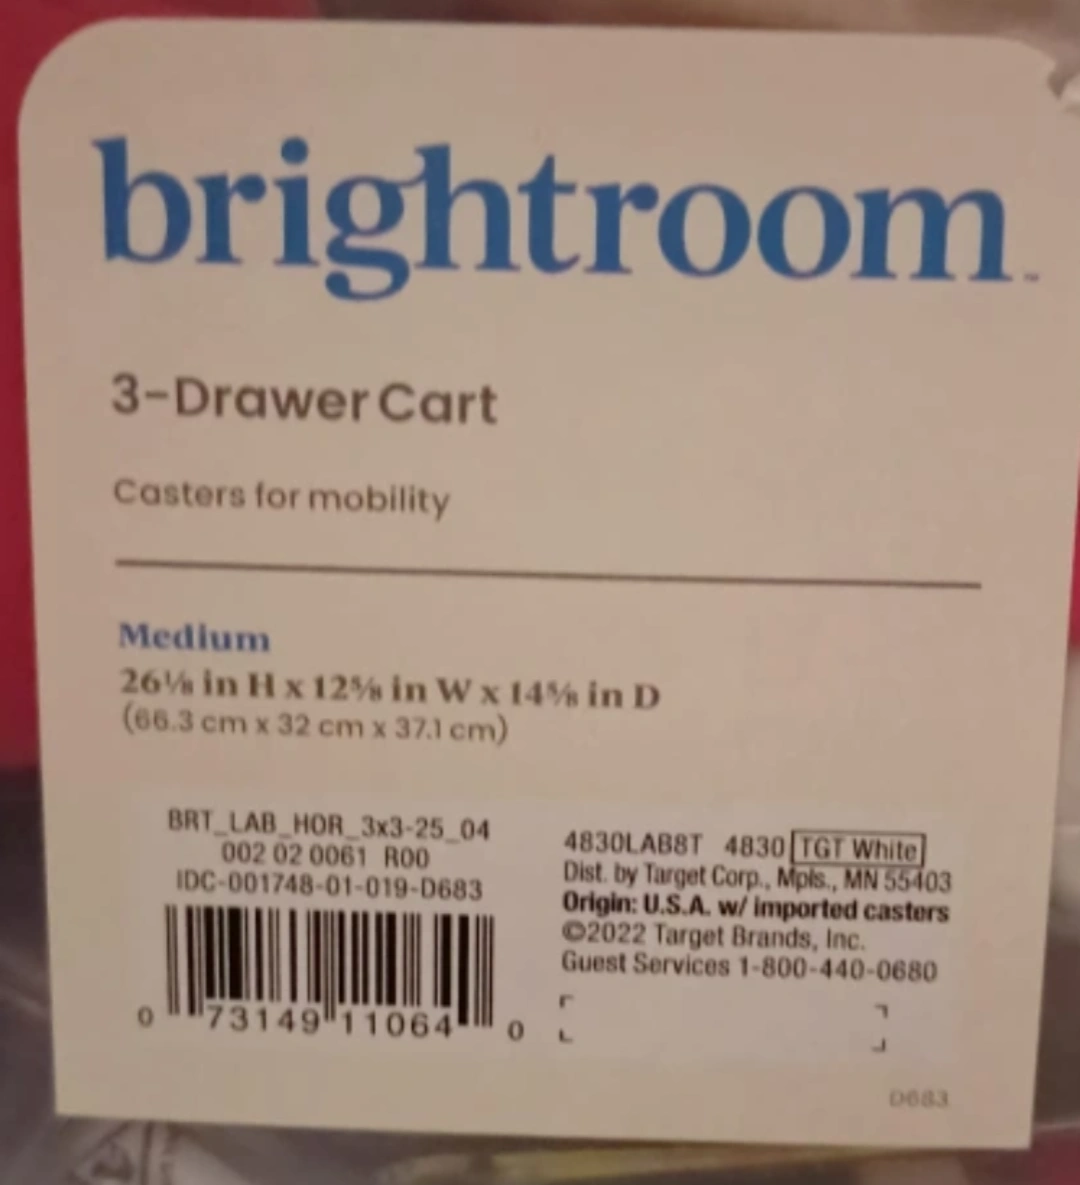 brightroom™
3-Drawer Cart
Casters for mobility
Medium
26⅛ in H x 12⅝ in W x 14⅝ in D
(66.3 cm x 32 cm x 37.1 cm)
BRT_LAB_HOR_3x3-25_04
002 02 0061 R00
IDC-001748-01-019-D683
0 73149 11064 0
4830LAB8T 4830 TGT White
Dist. by Target Corp., Mpls., MN 55403
Origin: U.S.A. w/ imported casters
©2022 Target Brands, Inc.
Guest Services 1-800-440-0680
D683